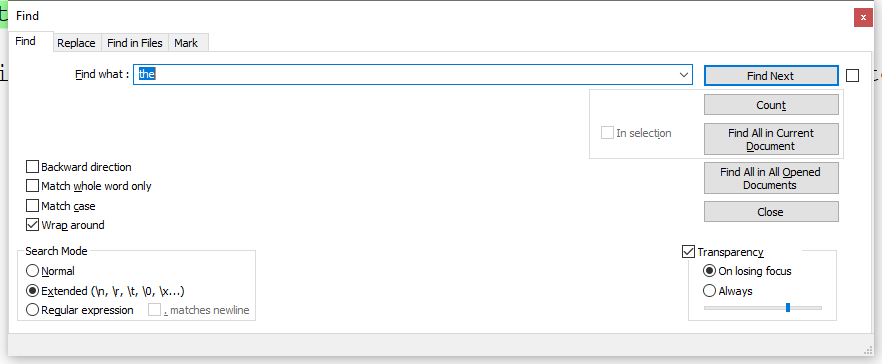 Find
x
Find Replace Find in Files Mark
Find what : the
Find Next
Count
In selection
Find All in Current
Document
Find All in All Opened
Documents
Close
Backward direction
Match whole word only
Match case
Wrap around
Search Mode
Normal
Extended (\n, \r, \t, \0, \x...)
Regular expression
. matches newline
Transparency
On losing focus
Always